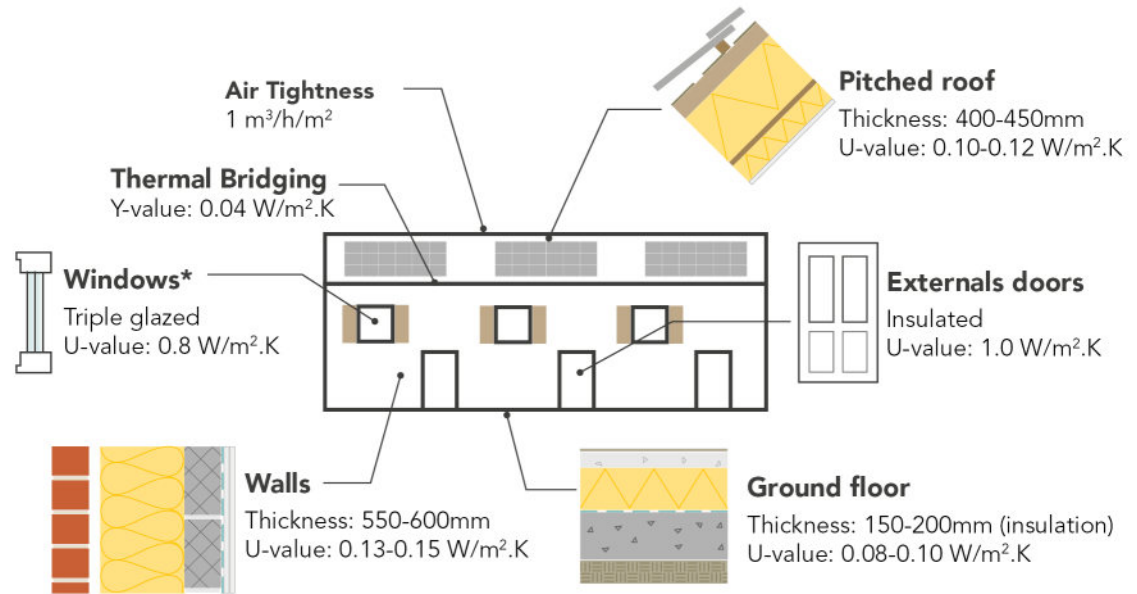 Air Tightness
1 m³/h/m²
Pitched roof
Thickness: 400-450mm
U-value: 0.10-0.12 W/m².K
Thermal Bridging
Y-value: 0.04 W/m².K
Windows*
Triple glazed
U-value: 0.8 W/m².K
Externals doors
Insulated
U-value: 1.0 W/m².K
Walls
Thickness: 550-600mm
U-value: 0.13-0.15 W/m².K
Ground floor
Thickness: 150-200mm (insulation)
U-value: 0.08-0.10 W/m².K